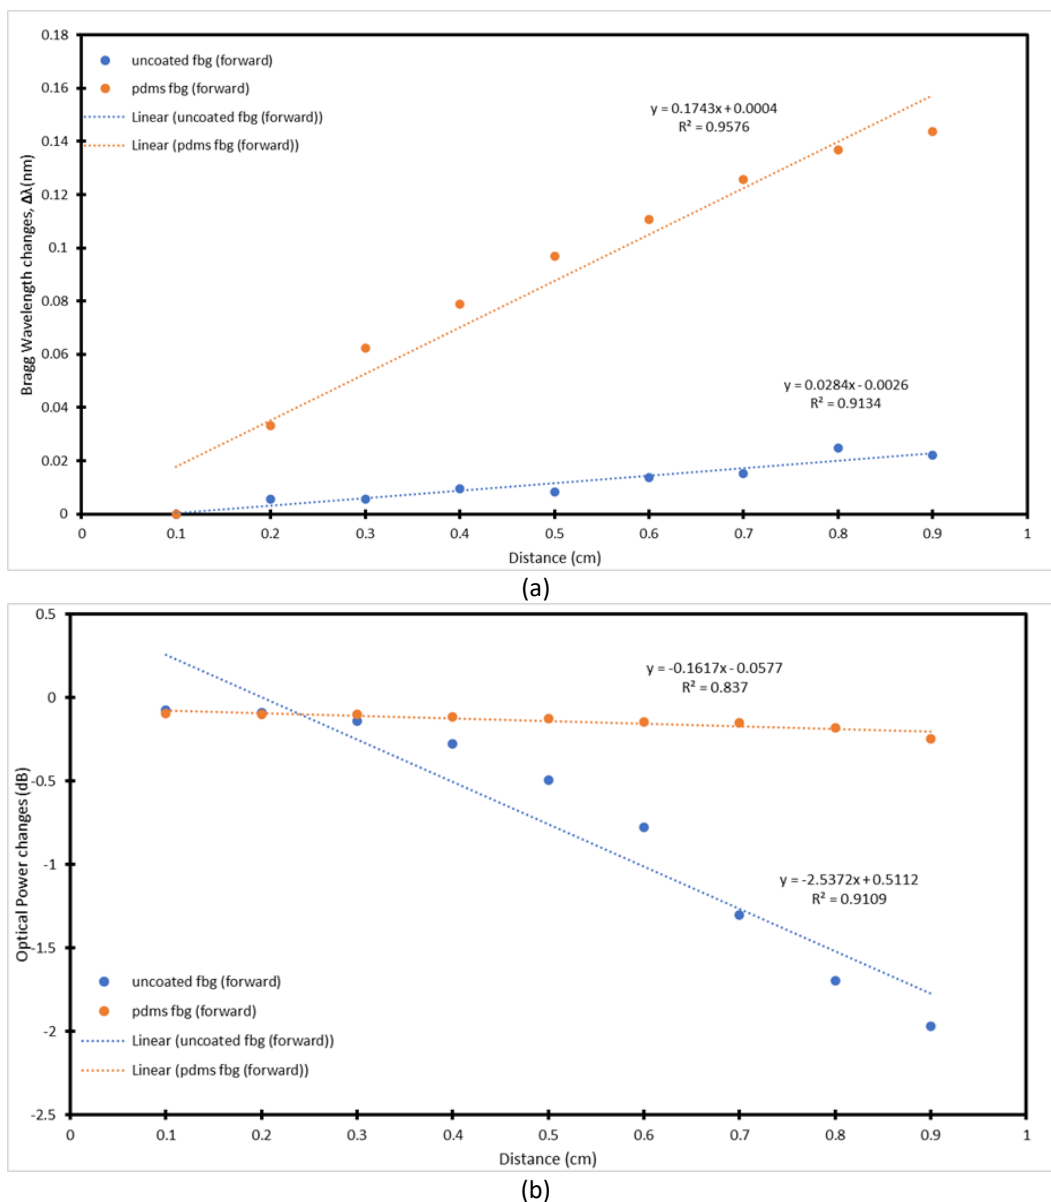 0.18
0.16
0.14
0.12
0.1
0.08
0.06
0.04
0.02
0
uncoated fbg (forward)
pdms fbg (forward)
Linear (uncoated fbg (forward))
Linear (pdms fbg (forward))
y = 0.1743x + 0.0004
R² = 0.9576
y = 0.0284x - 0.0026
R² = 0.9134
Bragg Wavelength changes, Δλ(nm)
0 0.1 0.2 0.3 0.4 0.5 0.6 0.7 0.8 0.9 1
Distance (cm)
(a)
0.5
0
-0.5
-1
-1.5
-2
-2.5
y = -0.1617x - 0.0577
R² = 0.837
y = -2.5372x + 0.5112
R² = 0.9109
Optical Power changes (dB)
uncoated fbg (forward)
pdms fbg (forward)
Linear (uncoated fbg (forward))
Linear (pdms fbg (forward))
0 0.1 0.2 0.3 0.4 0.5 0.6 0.7 0.8 0.9 1
Distance (cm)
(b)